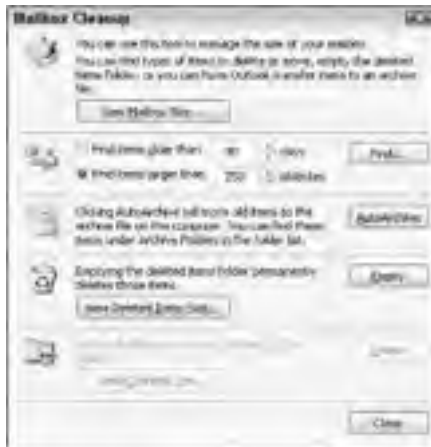 Mailbox Cleanup
You can use this tool to manage the size of your mailbox.
You can find types of items to delete or move, empty the deleted
items folder, or you can have Outlook transfer items to an archive
file.
View Mailbox Size...
Find items older than 90 days
Find...
Find items larger than 250 kilobytes
Clicking AutoArchive will move old items to the
archive file on this computer. You can find these
items under Archive Folders in the folder list.
AutoArchive
Emptying the deleted items folder permanently
deletes those items.
Empty
View Deleted Items Size...
Close